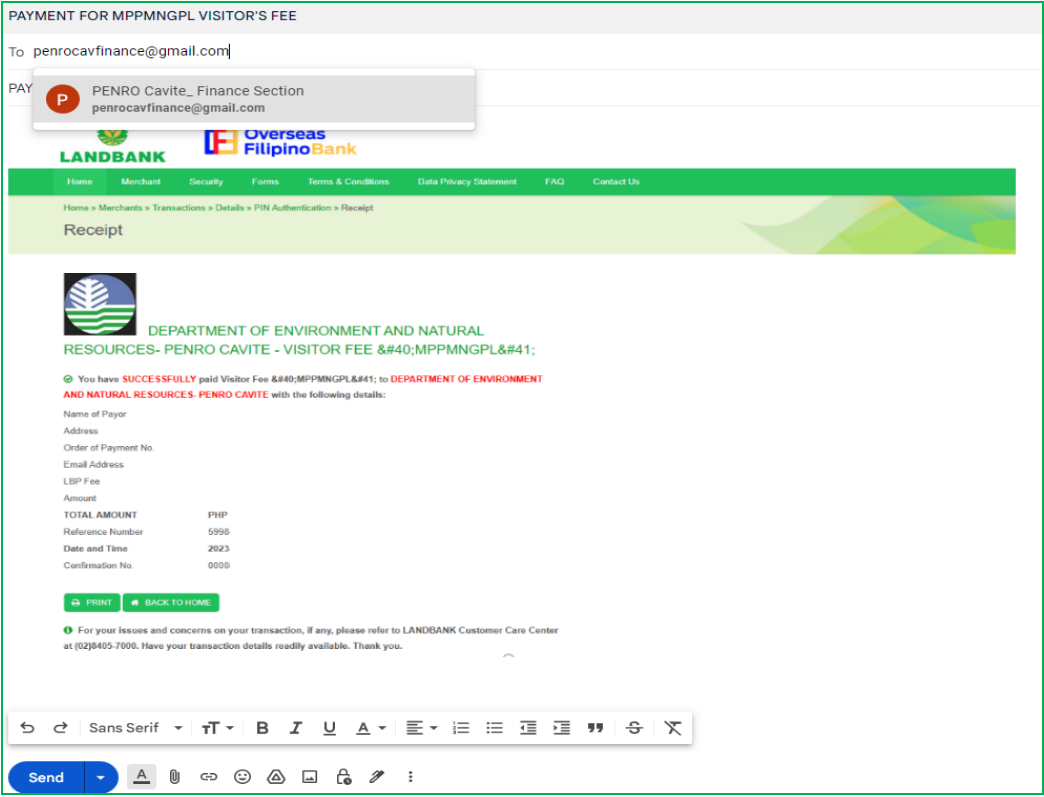 PAYMENT FOR MPPMNGPL VISITOR'S FEE
To penrocavfinance@gmail.com
PAY
P
PENRO Cavite_ Finance Section
penrocavfinance@gmail.com
LANDBANK
Overseas
FilipinoBank
Home Merchant Security Forms Terms & Conditions Data Privacy Statement FAQ Contact Us
Home » Merchants » Transactions » Details » PIN Authentication » Receipt
Receipt
DEPARTMENT OF ENVIRONMENT AND NATURAL
RESOURCES- PENRO CAVITE - VISITOR FEE &#40;MPPMNGPL&#41;
You have SUCCESSFULLY paid Visitor Fee &#40;MPPMNGPL&#41; to DEPARTMENT OF ENVIRONMENT
AND NATURAL RESOURCES- PENRO CAVITE with the following details:
Name of Payor
Address
Order of Payment No.
Email Address
LBP Fee
Amount
TOTAL AMOUNT PHP
Reference Number 5998
Date and Time 2023
Confirmation No. 0000
PRINT BACK TO HOME
For your issues and concerns on your transaction, if any, please refer to LANDBANK Customer Care Center
at (02)8405-7000. Have your transaction details readily available. Thank you.
Sans Serif
Send